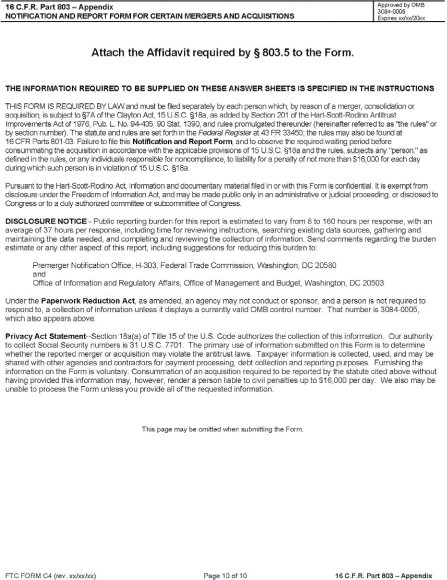 16 C.F.R. Part 803 – Appendix
NOTIFICATION AND REPORT FORM FOR CERTAIN MERGERS AND ACQUISITIONS
Approved by OMB
3084-0005
Expires xx/xx/20xx
Attach the Affidavit required by § 803.5 to the Form.
THE INFORMATION REQUIRED TO BE SUPPLIED ON THESE ANSWER SHEETS IS SPECIFIED IN THE INSTRUCTIONS
THIS FORM IS REQUIRED BY LAW and must be filed separately by each person which, by reason of a merger, consolidation or
acquisition, is subject to §7A of the Clayton Act, 15 U.S.C. §18a, as added by Section 201 of the Hart-Scott-Rodino Antitrust
Improvements Act of 1976, Pub. L. No. 94-435, 90 Stat. 1390, and rules promulgated thereunder (hereinafter referred to as "the rules" or
by section number). The statute and rules are set forth in the Federal Register at 43 FR 33450; the rules may also be found at
16 CFR Parts 801-03. Failure to file this Notification and Report Form, and to observe the required waiting period before
consummating the acquisition in accordance with the applicable provisions of 15 U.S.C. §18a and the rules, subjects any "person," as
defined in the rules, or any individuals responsible for noncompliance, to liability for a penalty of not more than $16,000 for each day
during which such person is in violation of 15 U.S.C. §18a.
Pursuant to the Hart-Scott-Rodino Act, information and documentary material filed in or with this Form is confidential. It is exempt from
disclosure under the Freedom of Information Act, and may be made public only in an administrative or judicial proceeding, or disclosed
to Congress or to a duly authorized committee or subcommittee of Congress.
DISCLOSURE NOTICE - Public reporting burden for this report is estimated to vary from 8 to 160 hours per response, with an
average of 37 hours per response, including time for reviewing instructions, searching existing data sources, gathering and
maintaining the data needed, and completing and reviewing the collection of information. Send comments regarding the burden
estimate or any other aspect of this report, including suggestions for reducing this burden to:
Premerger Notification Office, H-303, Federal Trade Commission, Washington, DC 20580
and
Office of Information and Regulatory Affairs, Office of Management and Budget, Washington, DC 20503
Under the Paperwork Reduction Act, as amended, an agency may not conduct or sponsor, and a person is not required to
respond to, a collection of information unless it displays a currently valid OMB control number. That number is 3084-0005,
which also appears above.
Privacy Act Statement--Section 18a(a) of Title 15 of the U.S. Code authorizes the collection of this information. Our authority
to collect Social Security numbers is 31 U.S.C. 7701. The primary use of information submitted on this Form is to determine
whether the reported merger or acquisition may violate the antitrust laws. Taxpayer information is collected, used, and may be
shared with other agencies and contractors for payment processing, debt collection and reporting purposes. Furnishing the
information on the Form is voluntary. Consummation of an acquisition required to be reported by the statute cited above without
having provided this information may, however, render a person liable to civil penalties up to $16,000 per day. We also may be
unable to process the Form unless you provide all of the requested information.
This page may be omitted when submitting the Form.
FTC FORM C4 (rev. xx/xx/xx)
Page 10 of 10
16 C.F.R. Part 803 – Appendix